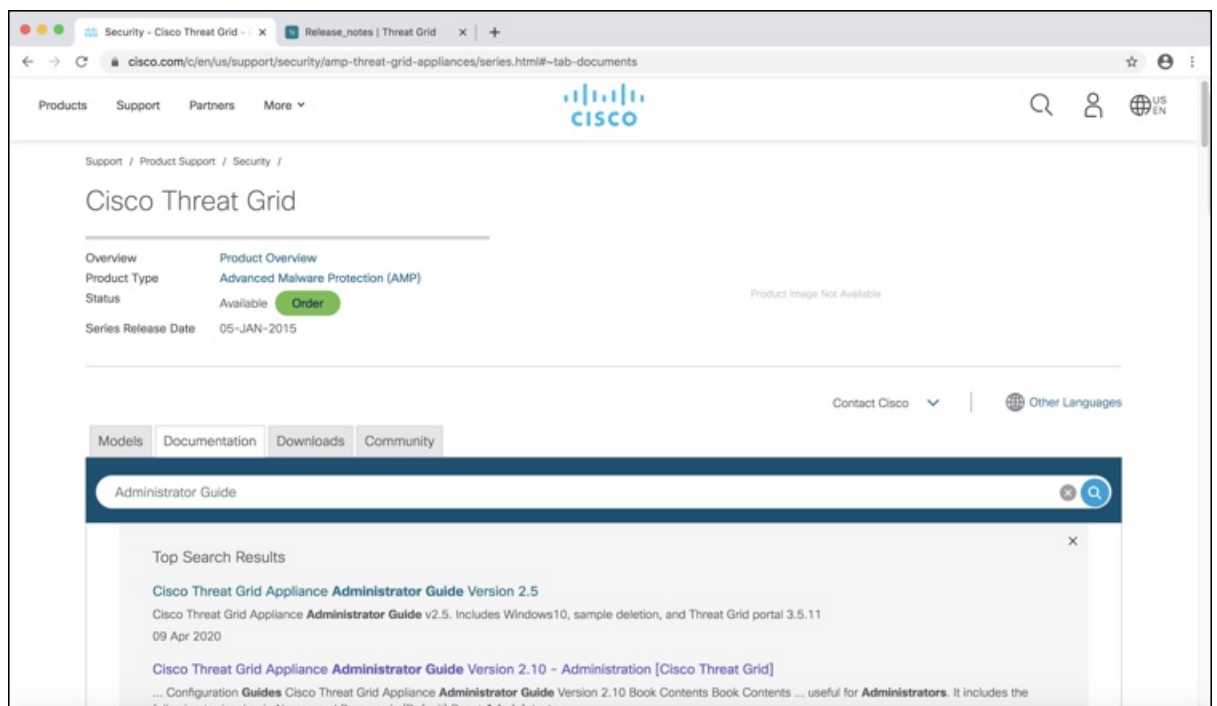 Security - Cisco Threat Grid -
Release_notes | Threat Grid
cisco.com/c/en/us/support/security/amp-threat-grid-appliances/series.html#~tab-documents
Products Support Partners More
CISCO
US
EN
Support / Product Support / Security /
Cisco Threat Grid
Overview Product Overview
Product Type Advanced Malware Protection (AMP)
Status Available Order
Series Release Date 05-JAN-2015
Product Image Not Available
Contact Cisco Other Languages
Models Documentation Downloads Community
Administrator Guide
Top Search Results
Cisco Threat Grid Appliance Administrator Guide Version 2.5
Cisco Threat Grid Appliance Administrator Guide v2.5. Includes Windows10, sample deletion, and Threat Grid portal 3.5.11
09 Apr 2020
Cisco Threat Grid Appliance Administrator Guide Version 2.10 - Administration [Cisco Threat Grid]
... Configuration Guides Cisco Threat Grid Appliance Administrator Guide Version 2.10 Book Contents Book Contents ... useful for Administrators. It includes the